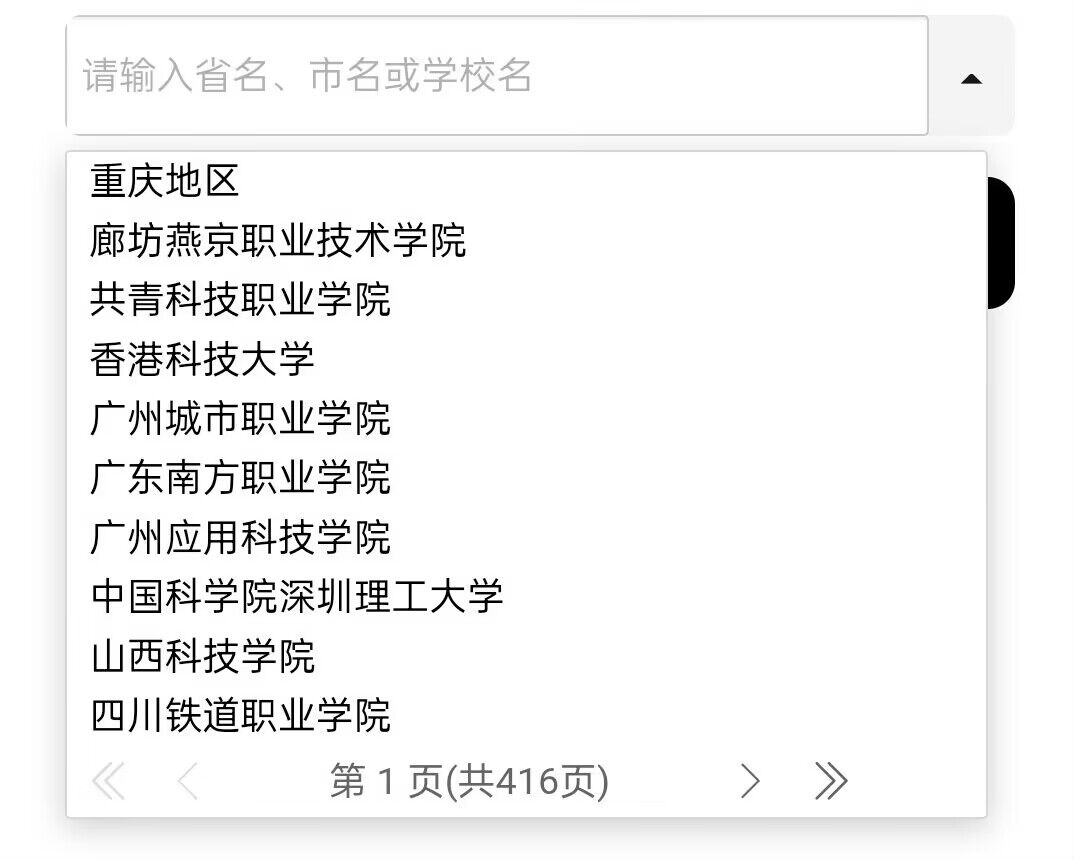 请输入省名、市名或学校名
重庆地区
廊坊燕京职业技术学院
共青科技职业学院
香港科技大学
广州城市职业学院
广东南方职业学院
广州应用科技学院
中国科学院深圳理工大学
山西科技学院
四川铁道职业学院
第 1 页(共416页)